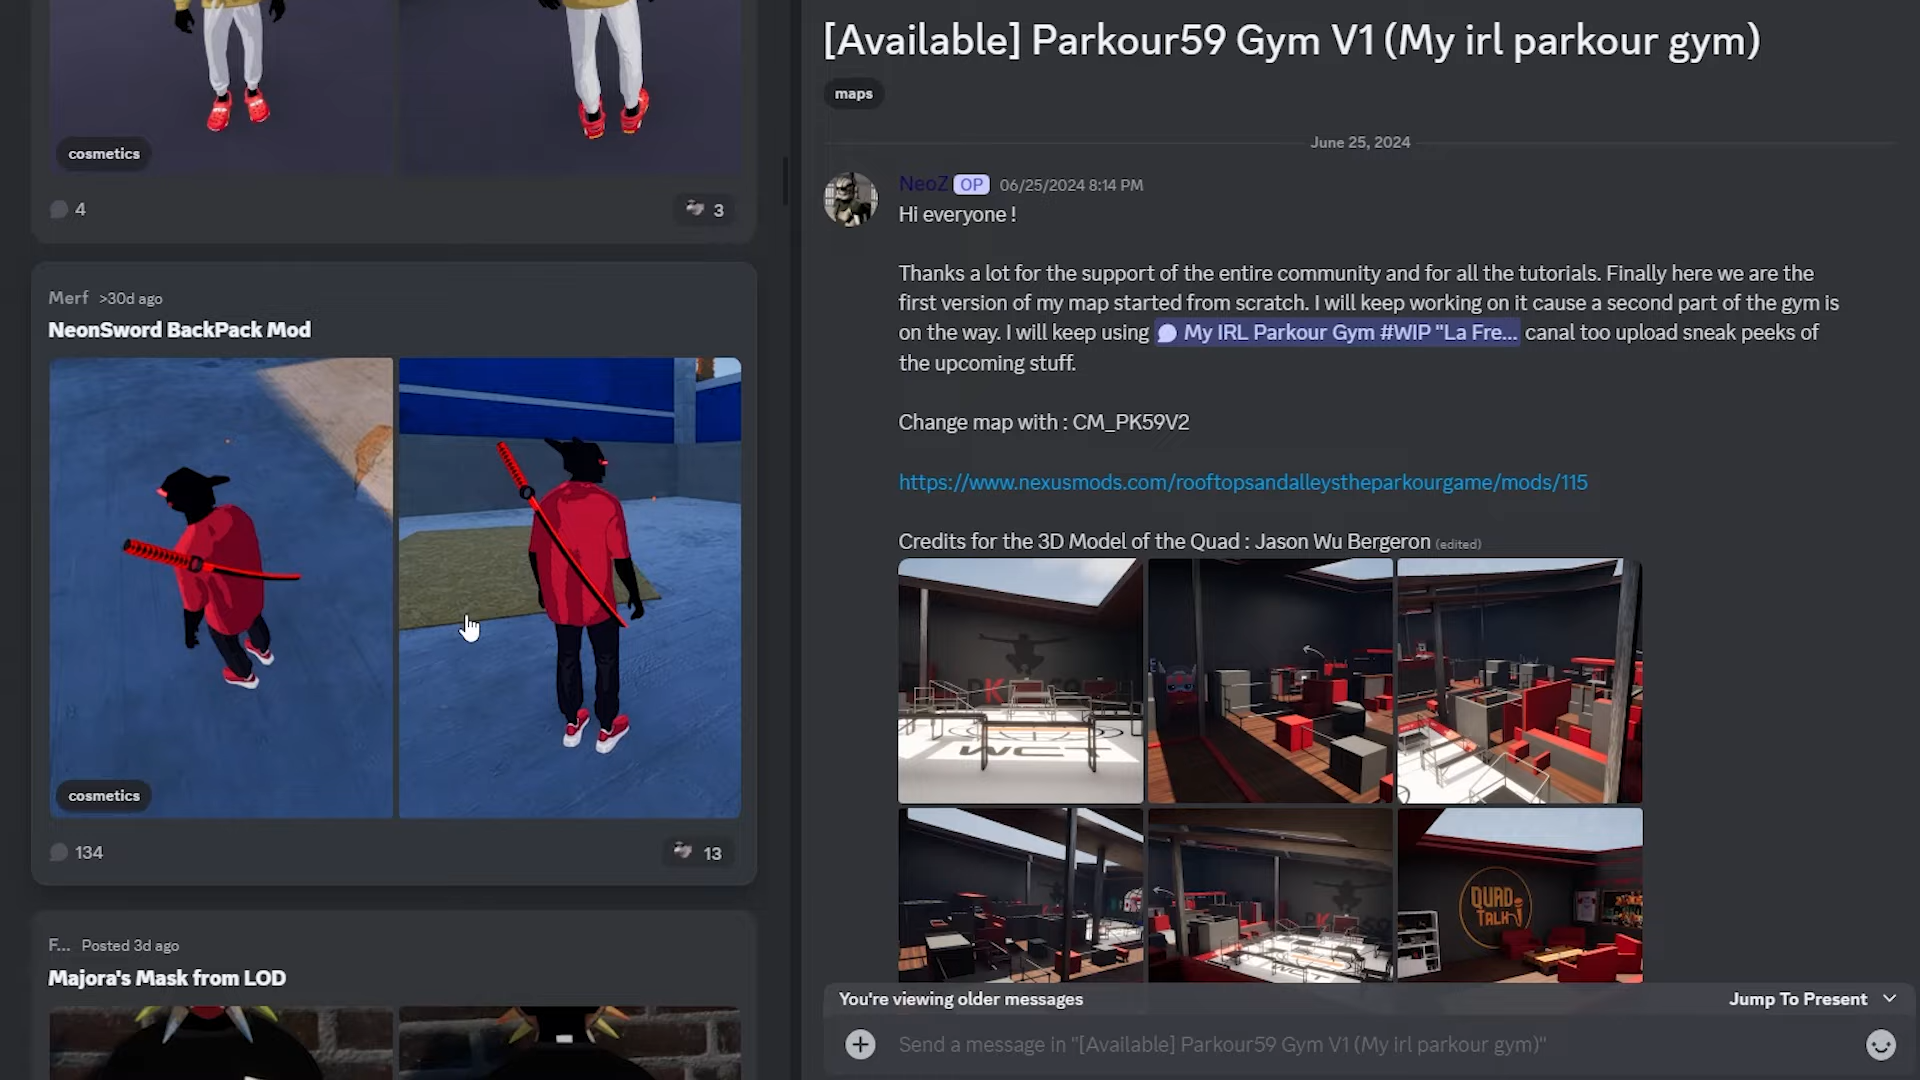 cosmetics
4
3
Merf >30d ago
NeonSword BackPack Mod
cosmetics
134
13
F... Posted 3d ago
Majora's Mask from LOD
[Available] Parkour59 Gym V1 (My irl parkour gym)
maps
June 25, 2024
NeoZ OP 06/25/2024 8:14 PM
Hi everyone !
Thanks a lot for the support of the entire community and for all the tutorials. Finally here we are the
first version of my map started from scratch. I will keep working on it cause a second part of the gym is
on the way. I will keep using My IRL Parkour Gym #WIP "La Fre... canal too upload sneak peeks of
the upcoming stuff.
Change map with : CM_PK59V2
https://www.nexusmods.com/rooftopsandalleystheparkourgame/mods/115
Credits for the 3D Model of the Quad : Jason Wu Bergeron (edited)
WCT
WCT
QUAD
TALK
You're viewing older messages
Jump To Present
Send a message in "[Available] Parkour59 Gym V1 (My irl parkour gym)"